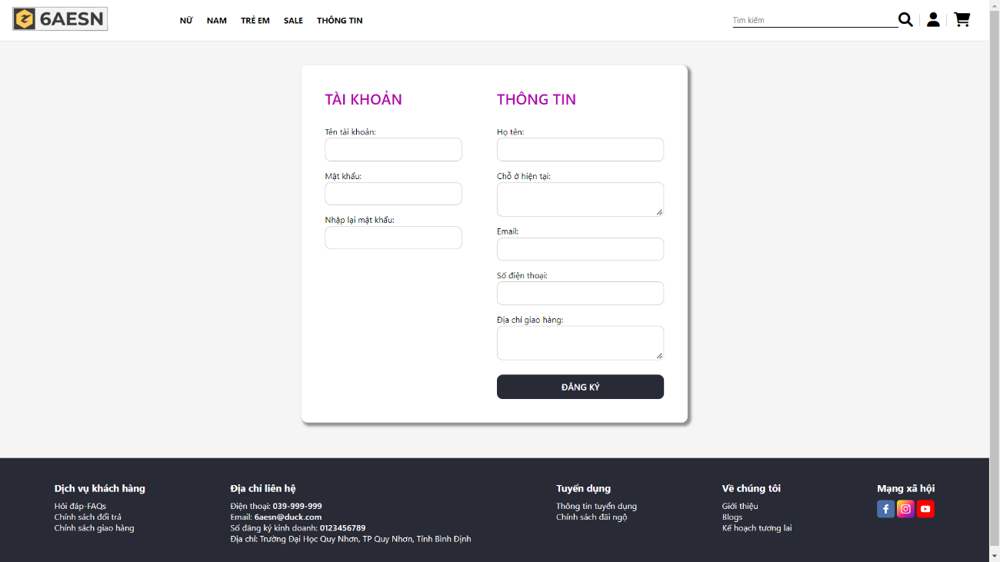 6AESN
NỮ NAM TRẺ EM SALE THÔNG TIN
Tìm kiếm
TÀI KHOẢN
Tên tài khoản:
Mật khẩu:
Nhập lại mật khẩu:
THÔNG TIN
Họ tên:
Chỗ ở hiện tại:
Email:
Số điện thoại:
Địa chỉ giao hàng:
ĐĂNG KÝ
Dịch vụ khách hàng
Hỏi đáp-FAQs
Chính sách đổi trả
Chính sách giao hàng
Địa chỉ liên hệ
Điện thoại: 039-999-999
Email: 6aesn@duck.com
Số đăng ký kinh doanh: 0123456789
Địa chỉ: Trường Đại Học Quy Nhơn, TP Quy Nhơn, Tỉnh Bình Định
Tuyển dụng
Thông tin tuyển dụng
Chính sách đãi ngộ
Về chúng tôi
Giới thiệu
Blogs
Kế hoạch tương lai
Mạng xã hội